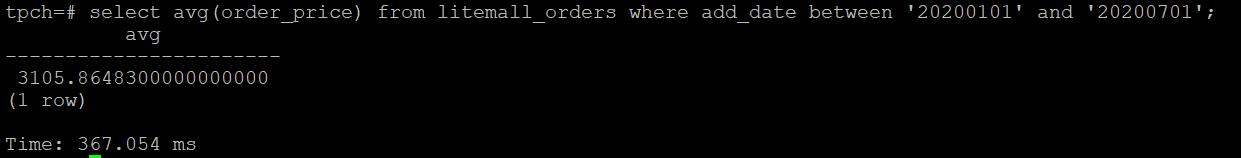 tpch=# select avg(order_price) from litemall_orders where add_date between '20200101' and '20200701';
avg
-----------------------
3105.8648300000000000
(1 row)
Time: 367.054 ms